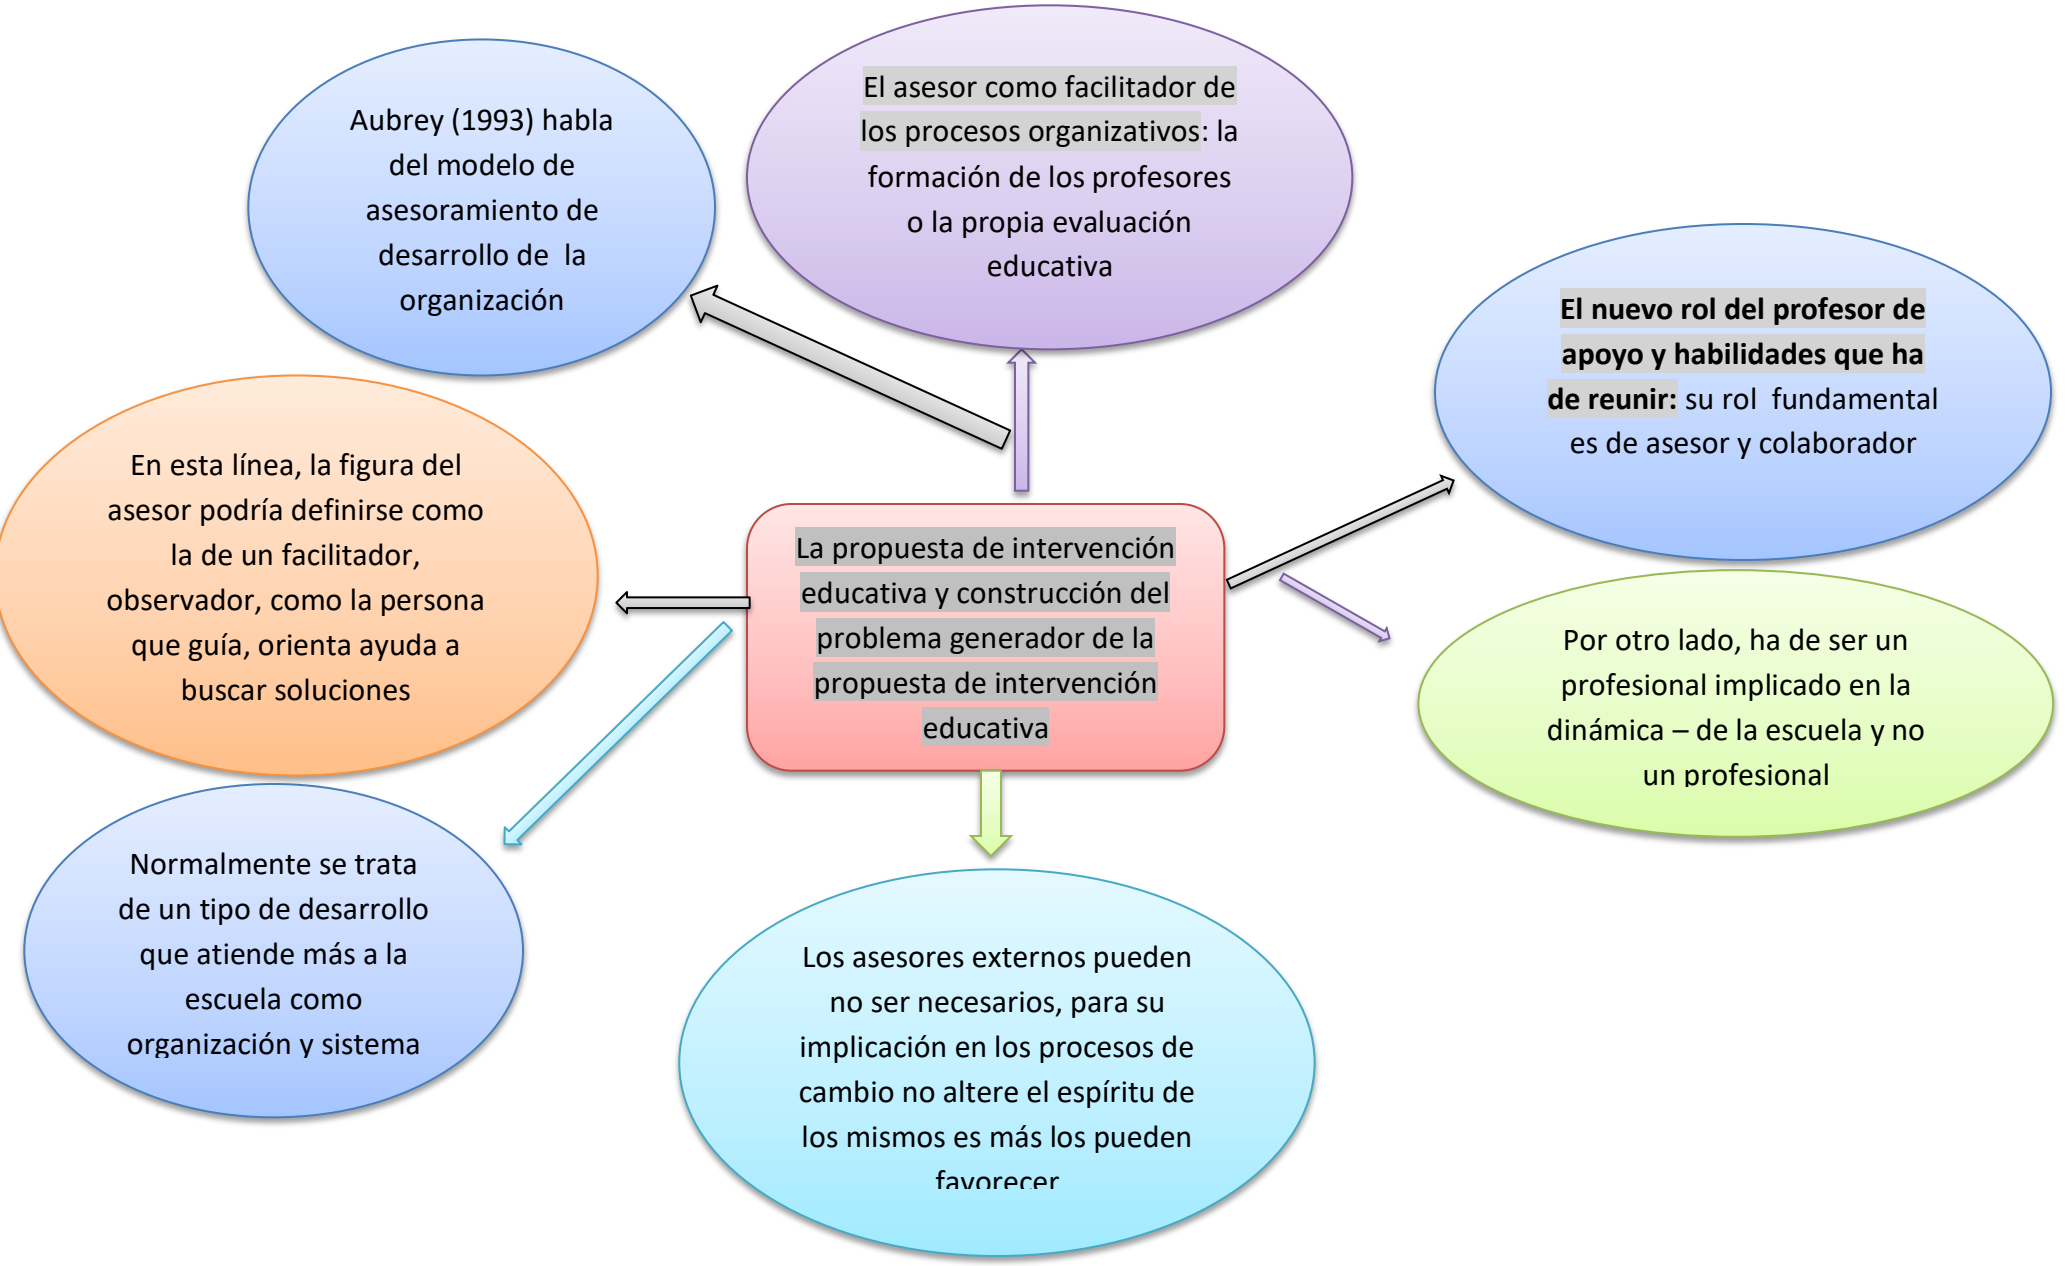 El asesor como facilitador de
los procesos organizativos: la
formación de los profesores
o la propia evaluación
educativa
Aubrey (1993) habla
del modelo de
asesoramiento de
desarrollo de la
organización
El nuevo rol del profesor de
apoyo y habilidades que ha
de reunir: su rol fundamental
es de asesor y colaborador
En esta línea, la figura del
asesor podría definirse como
la de un facilitador,
observador, como la persona
que guía, orienta ayuda a
buscar soluciones
La propuesta de intervención
educativa y construcción del
problema generador de la
propuesta de intervención
educativa
Por otro lado, ha de ser un
profesional implicado en la
dinámica – de la escuela y no
un profesional
Normalmente se trata
de un tipo de desarrollo
que atiende más a la
escuela como
organización y sistema
Los asesores externos pueden
no ser necesarios, para su
implicación en los procesos de
cambio no altere el espíritu de
los mismos es más los pueden
favorecer